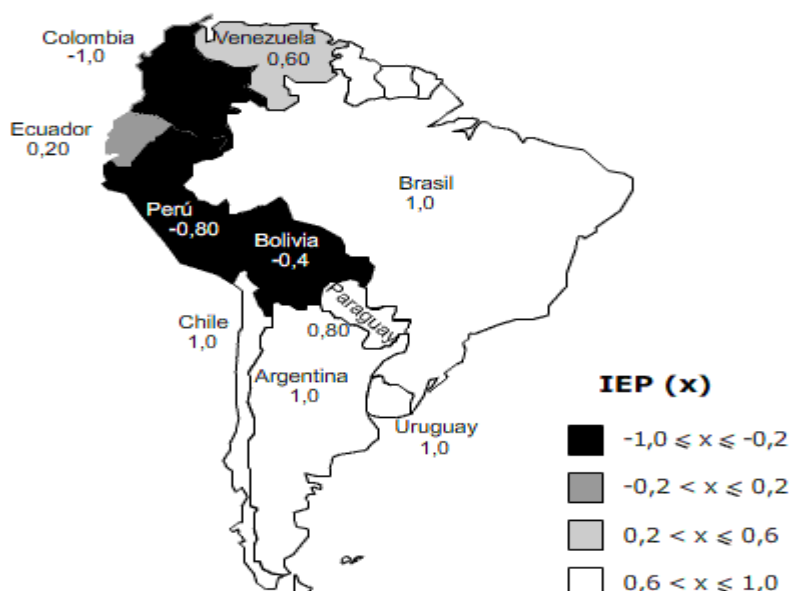 Colombia
-1,0
Venezuela
0,60
Ecuador
0,20
Brasil
1,0
Perú
-0,80
Bolivia
-0,4
Paraguay
0,80
Chile
1,0
Argentina
1,0
Uruguay
1,0
IEP (x)
-1,0 ⩽ x ⩽ -0,2
-0,2 < x ⩽ 0,2
0,2 < x ⩽ 0,6
0,6 < x ⩽ 1,0